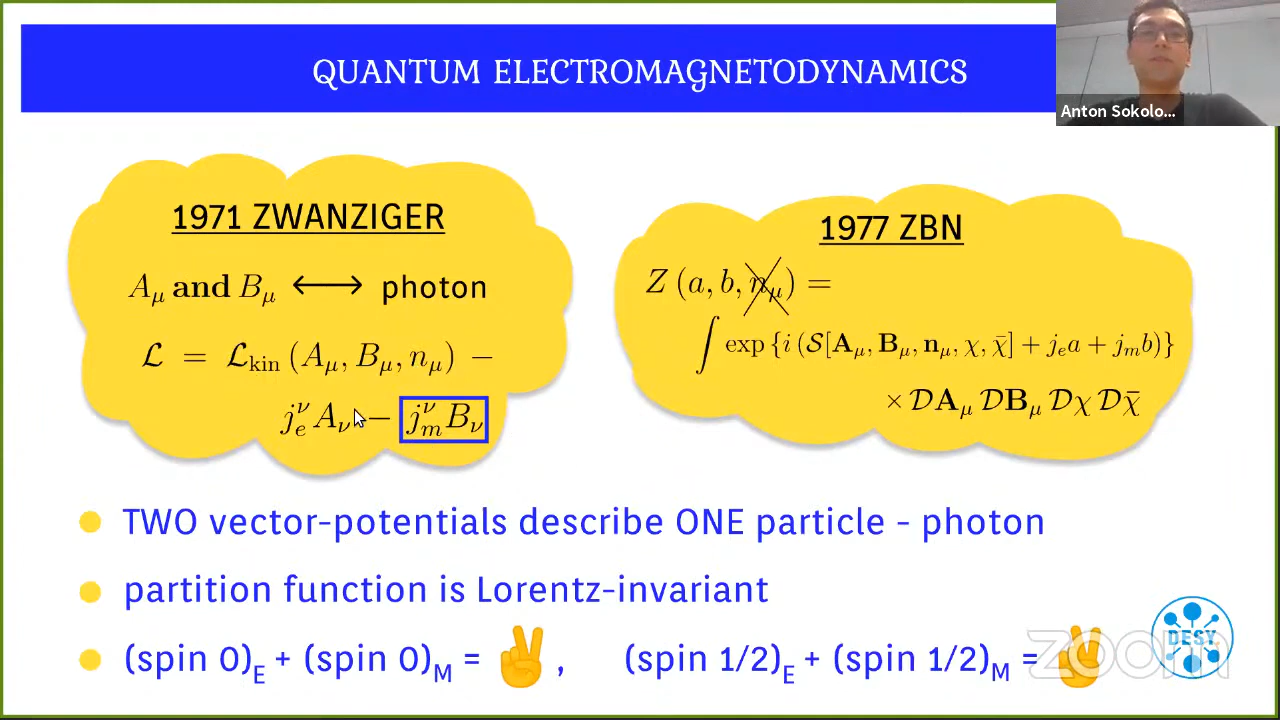 QUANTUM ELECTROMAGNETODYNAMICS
Anton Sokolo...
1971 ZWANZIGER
A_μ and B_μ ⟷ photon
ℒ = ℒ_kin (A_μ, B_μ, n_μ) −
j_e^ν A_ν − j_m^ν B_ν
1977 ZBN
Z (a, b, n_μ) =
∫ exp {i (𝒮[A_μ, B_μ, n_μ, χ, χ̄] + j_e a + j_m b)}
× 𝒟A_μ 𝒟B_μ 𝒟χ 𝒟χ̄
TWO vector-potentials describe ONE particle - photon
partition function is Lorentz-invariant
(spin 0)_E + (spin 0)_M = ✌ , (spin 1/2)_E + (spin 1/2)_M = ✌
DESY
zoom